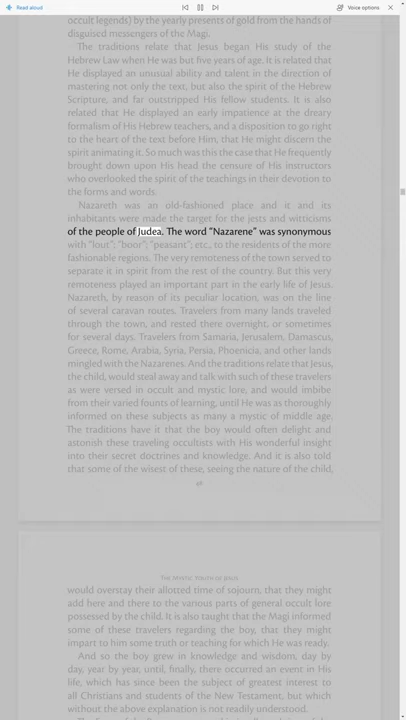 Read aloud
Voice options
occult legends) by the yearly presents of gold from the hands of
disguised messengers of the Magi.
The traditions relate that Jesus began His study of the
Hebrew Law when He was but five years of age. It is related that
He displayed an unusual ability and talent in the direction of
mastering not only the text, but also the spirit of the Hebrew
Scripture, and far outstripped His fellow students. It is also
related that He displayed an early impatience at the dreary
formalism of His Hebrew teachers, and a disposition to go right
to the heart of the text before Him, that He might discern the
spirit animating it. So much was this the case that He frequently
brought down upon His head the censure of His instructors
who overlooked the spirit of the teachings in their devotion to
the forms and words.
Nazareth was an old-fashioned place and it and its
inhabitants were made the target for the jests and witticisms
of the people of Judea. The word “Nazarene” was synonymous
with “lout”; “boor”; “peasant”; etc., to the residents of the more
fashionable regions. The very remoteness of the town served to
separate it in spirit from the rest of the country. But this very
remoteness played an important part in the early life of Jesus.
Nazareth, by reason of its peculiar location, was on the line
of several caravan routes. Travelers from many lands traveled
through the town, and rested there overnight, or sometimes
for several days. Travelers from Samaria, Jerusalem, Damascus,
Greece, Rome, Arabia, Syria, Persia, Phoenicia, and other lands
mingled with the Nazarenes. And the traditions relate that Jesus,
the child, would steal away and talk with such of these travelers
as were versed in occult and mystic lore, and would imbibe
from their varied founts of learning, until He was as thoroughly
informed on these subjects as many a mystic of middle age.
The traditions have it that the boy would often delight and
astonish these traveling occultists with His wonderful insight
into their secret doctrines and knowledge. And it is also told
that some of the wisest of these, seeing the nature of the child,
The Mystic Youth of Jesus
would overstay their allotted time of sojourn, that they might
add here and there to the various parts of general occult lore
possessed by the child. It is also taught that the Magi informed
some of these travelers regarding the boy, that they might
impart to him some truth or teaching for which He was ready.
And so the boy grew in knowledge and wisdom, day by
day, year by year, until, finally, there occurred an event in His
life, which has since been the subject of greatest interest to
all Christians and students of the New Testament, but which
without the above explanation is not readily understood.